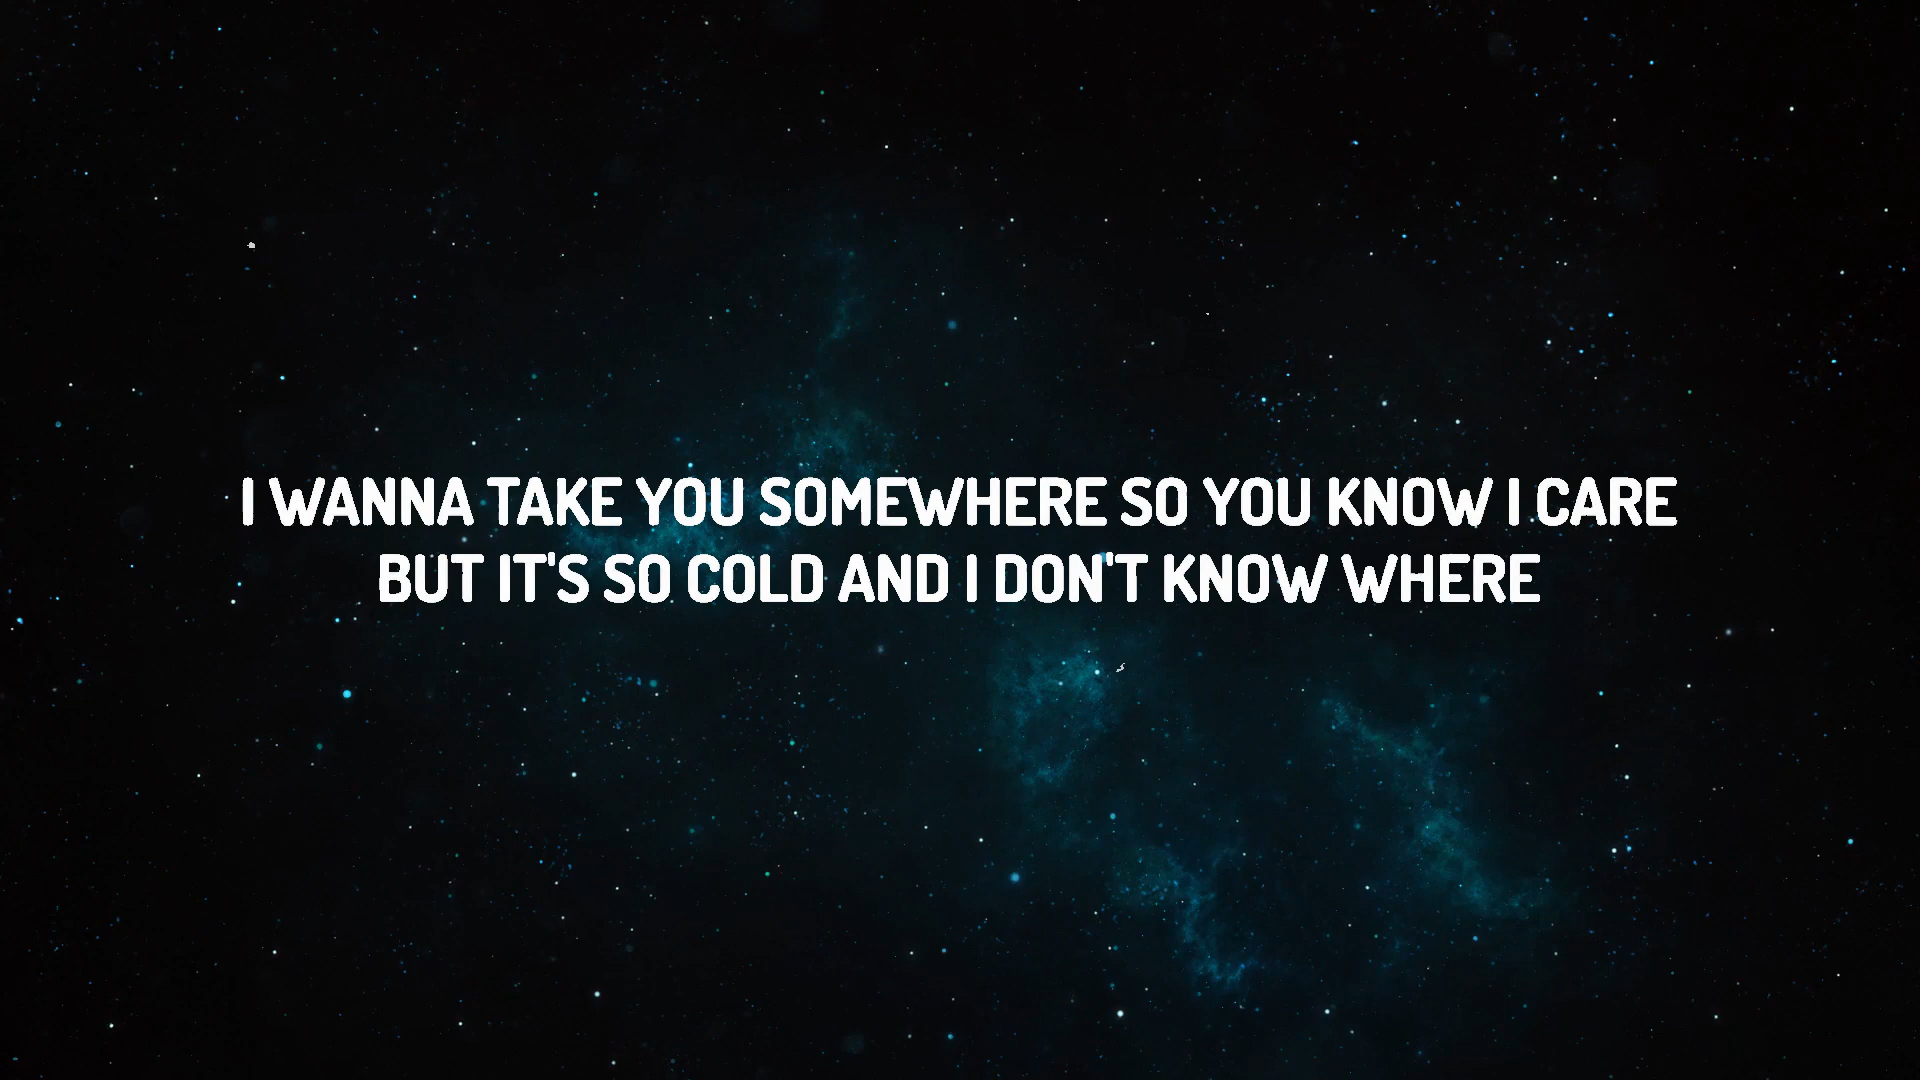 I WANNA TAKE YOU SOMEWHERE SO YOU KNOW I CARE
BUT IT'S SO COLD AND I DON'T KNOW WHERE